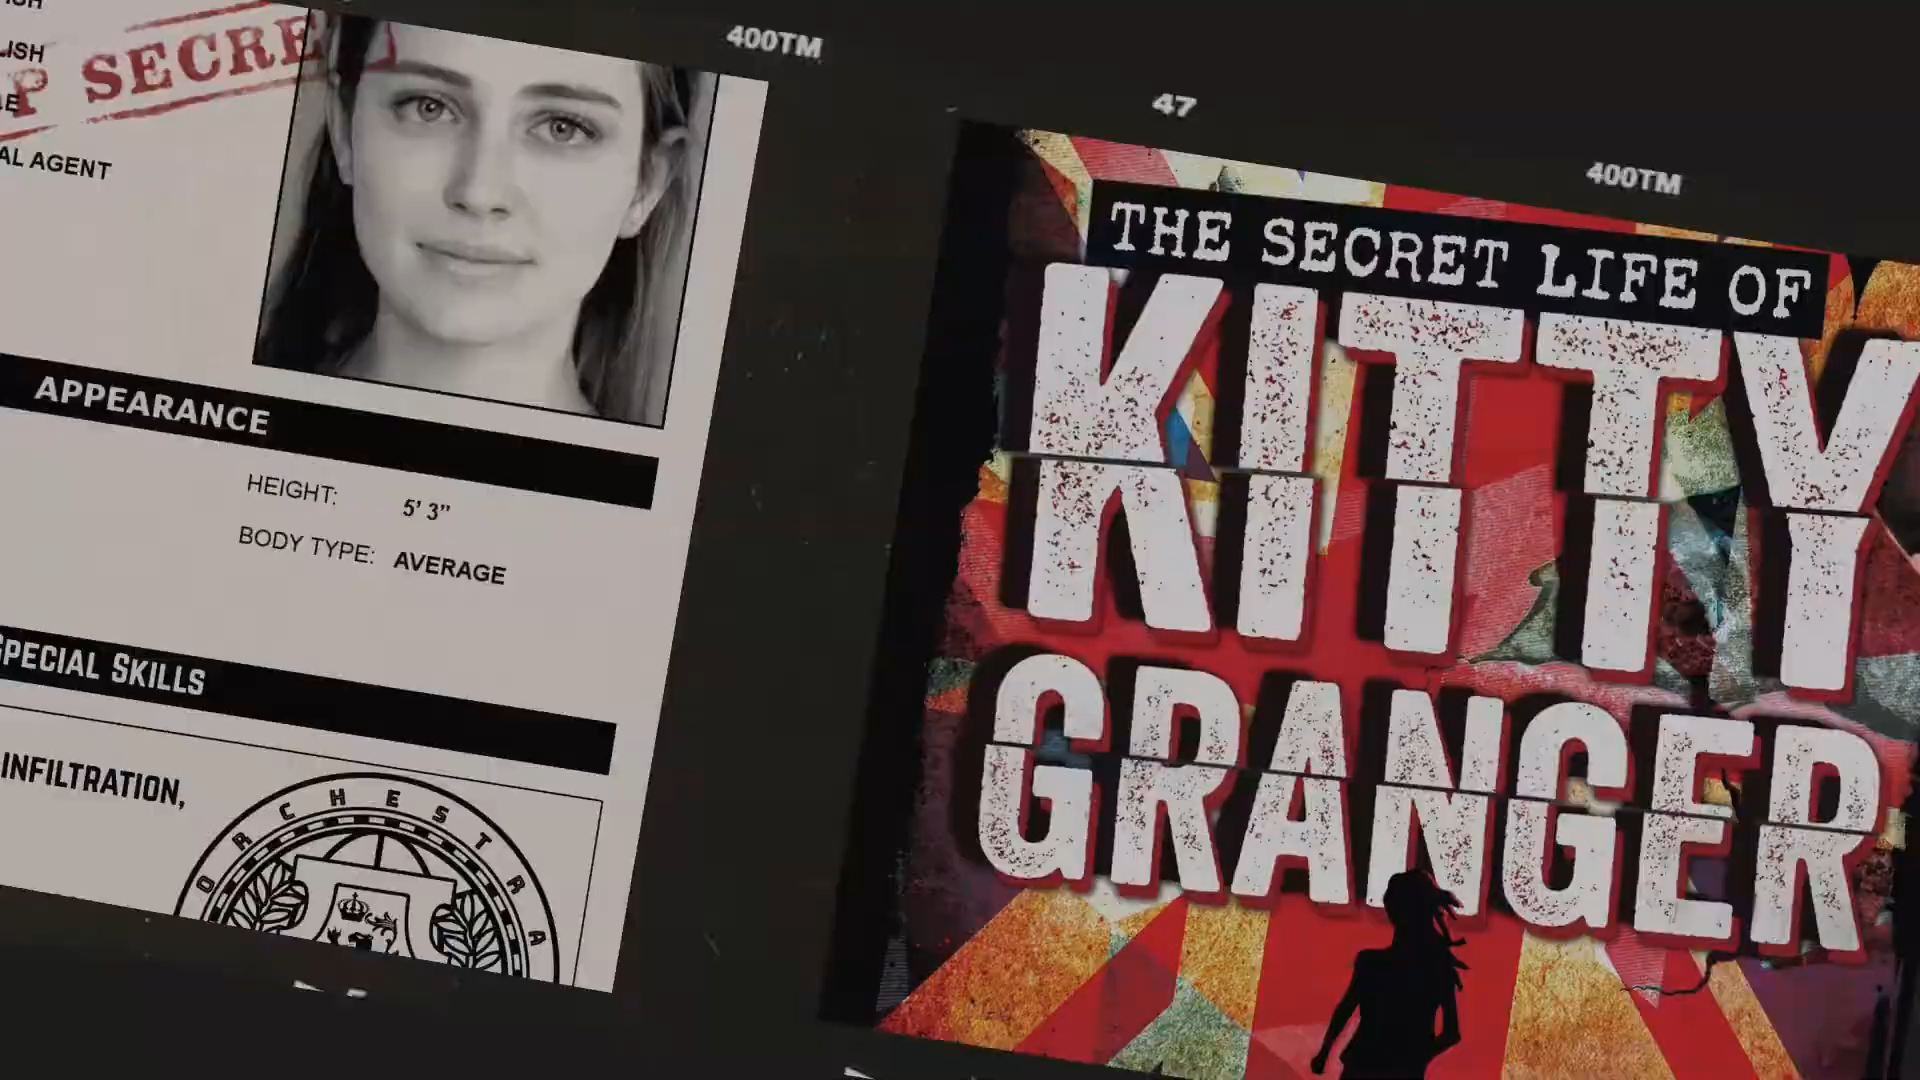 LISH
SECRE
AL AGENT
APPEARANCE
HEIGHT: 5' 3"
BODY TYPE: AVERAGE
SPECIAL SKILLS
INFILTRATION,
ORCHESTRA
400TM
47
400TM
THE SECRET LIFE OF
KITTY
GRANGER